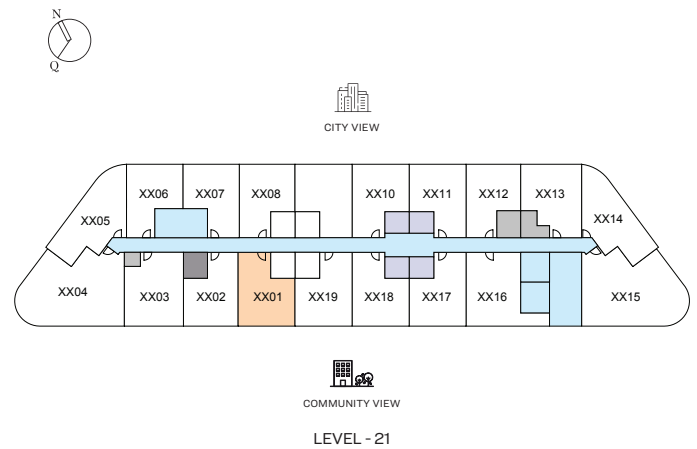 N
Q
CITY VIEW
XX06 XX07 XX08 XX10 XX11 XX12 XX13
XX05 XX14
XX04 XX03 XX02 XX01 XX19 XX18 XX17 XX16 XX15
COMMUNITY VIEW
LEVEL - 21